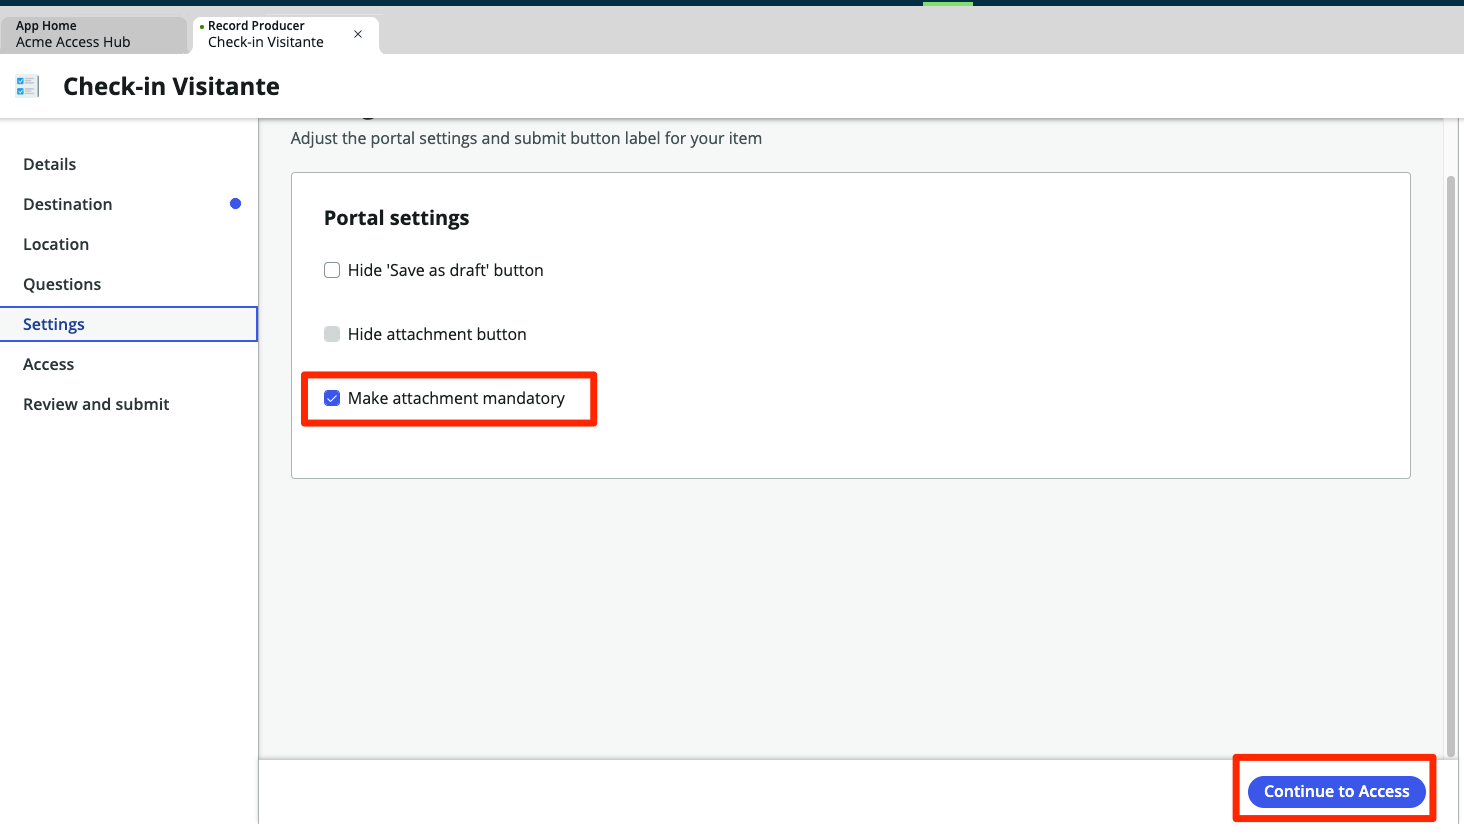 App Home
Acme Access Hub
Record Producer
Check-in Visitante
Check-in Visitante
Details
Destination
Location
Questions
Settings
Access
Review and submit
Adjust the portal settings and submit button label for your item
Portal settings
Hide 'Save as draft' button
Hide attachment button
Make attachment mandatory
Continue to Access